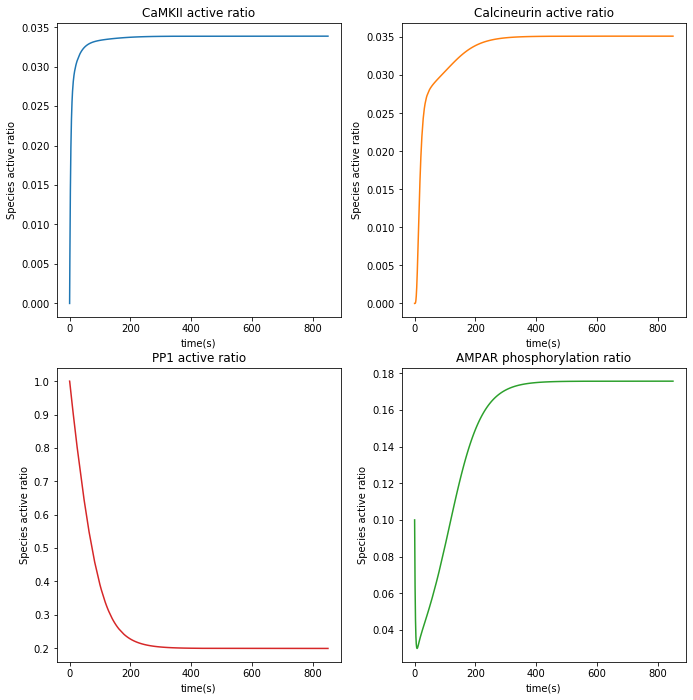 CaMKII active ratio
Species active ratio
0.035
0.030
0.025
0.020
0.015
0.010
0.005
0.000
0 200 400 600 800
time(s)
Calcineurin active ratio
Species active ratio
0.035
0.030
0.025
0.020
0.015
0.010
0.005
0.000
0 200 400 600 800
time(s)
PP1 active ratio
Species active ratio
1.0
0.9
0.8
0.7
0.6
0.5
0.4
0.3
0.2
0 200 400 600 800
time(s)
AMPAR phosphorylation ratio
Species active ratio
0.18
0.16
0.14
0.12
0.10
0.08
0.06
0.04
0 200 400 600 800
time(s)